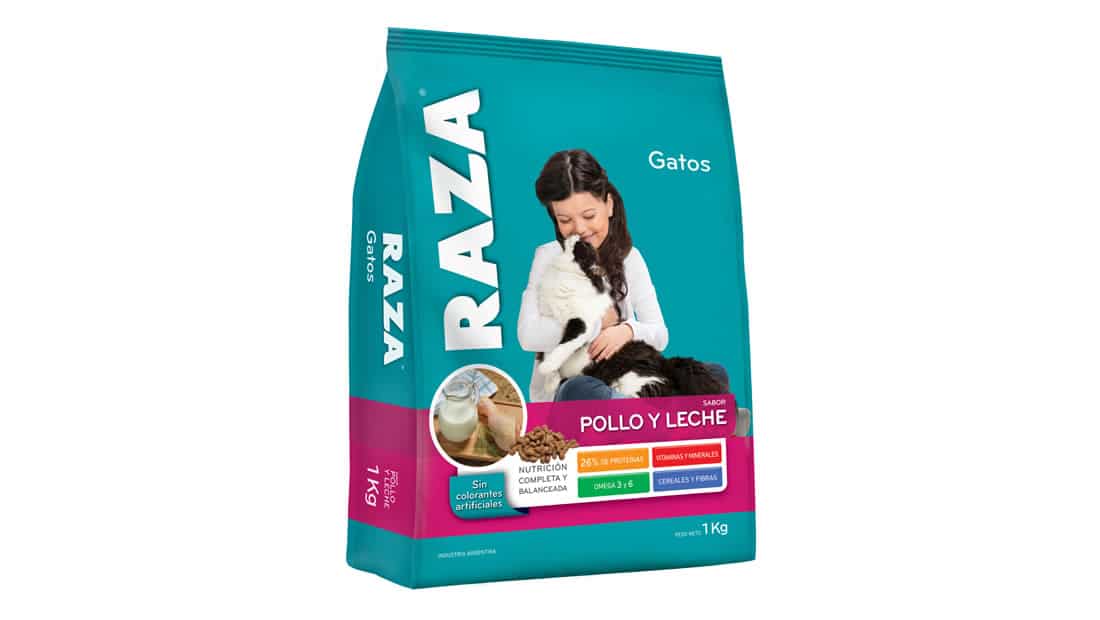 RAZA
®
Gatos
SABOR
POLLO Y LECHE
NUTRICIÓN
COMPLETA Y
BALANCEADA
26% DE PROTEÍNAS
VITAMINAS Y MINERALES
OMEGA 3 y 6
CEREALES Y FIBRAS
Sin
colorantes
artificiales
PESO NETO 1 Kg
INDUSTRIA ARGENTINA
RAZA
Gatos
POLLO
Y LECHE
1 Kg